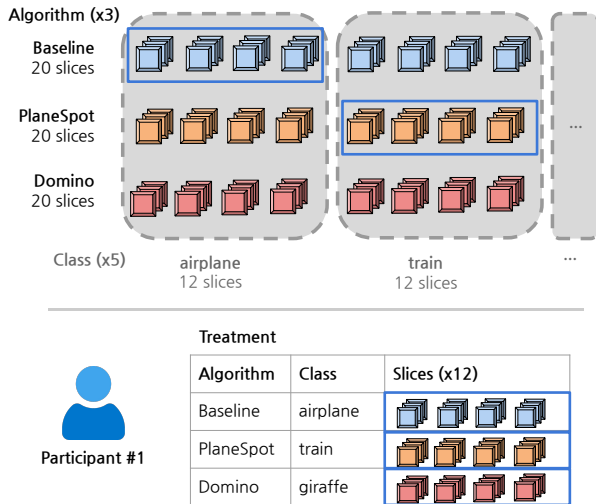 Algorithm (x3)
Baseline
20 slices
PlaneSpot
20 slices
Domino
20 slices
...
Class (x5)
airplane
12 slices
train
12 slices
...
Treatment
Algorithm Class Slices (x12)
Baseline airplane
PlaneSpot train
Domino giraffe
Participant #1